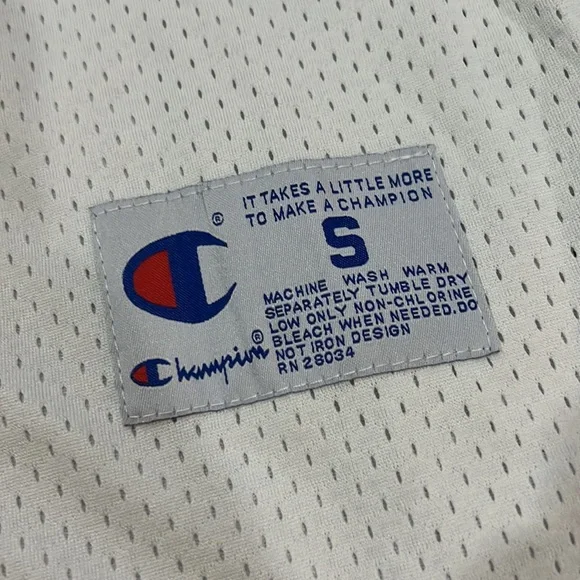 IT TAKES A LITTLE MORE
TO MAKE A CHAMPION
®
S
MACHINE WASH WARM
SEPARATELY TUMBLE DRY
LOW ONLY NON-CHLORINE
BLEACH WHEN NEEDED.DO
NOT IRON DESIGN
RN 28034
Champion®